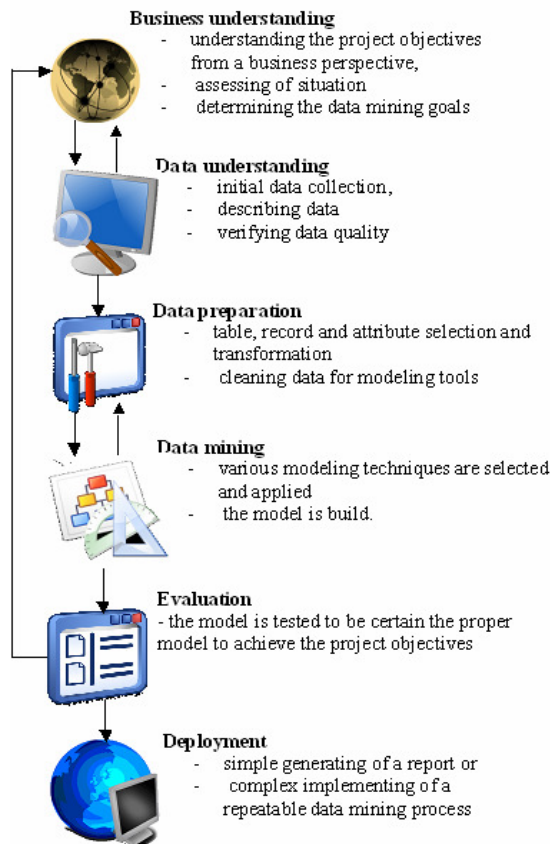 Business understanding
- understanding the project objectives
from a business perspective,
- assessing of situation
- determining the data mining goals
Data understanding
- initial data collection,
- describing data
- verifying data quality
Data preparation
- table, record and attribute selection and
transformation
- cleaning data for modeling tools
Data mining
- various modeling techniques are selected
and applied
- the model is build.
Evaluation
- the model is tested to be certain the proper
model to achieve the project objectives
Deployment
- simple generating of a report or
- complex implementing of a
repeatable data mining process